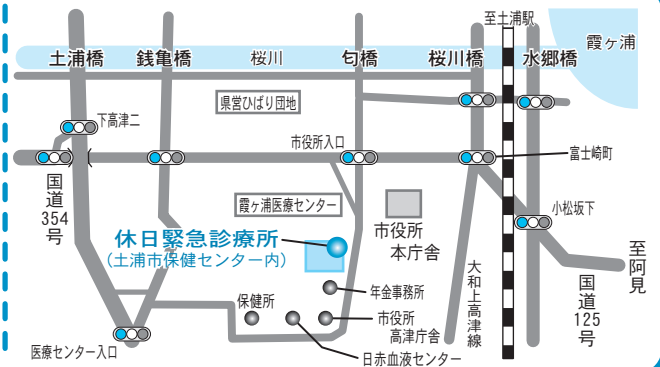 至土浦駅
霞ヶ浦
土浦橋
銭亀橋
桜川
匂橋
桜川橋
水郷橋
県営ひばり団地
下高津二
市役所入口
富士崎町
国道
354
号
霞ヶ浦医療センター
市役所
本庁舎
小松坂下
休日緊急診療所
(土浦市保健センター内)
至阿見
大和上高津線
国道
125
号
年金事務所
保健所
市役所
高津庁舎
日赤血液センター
医療センター入口